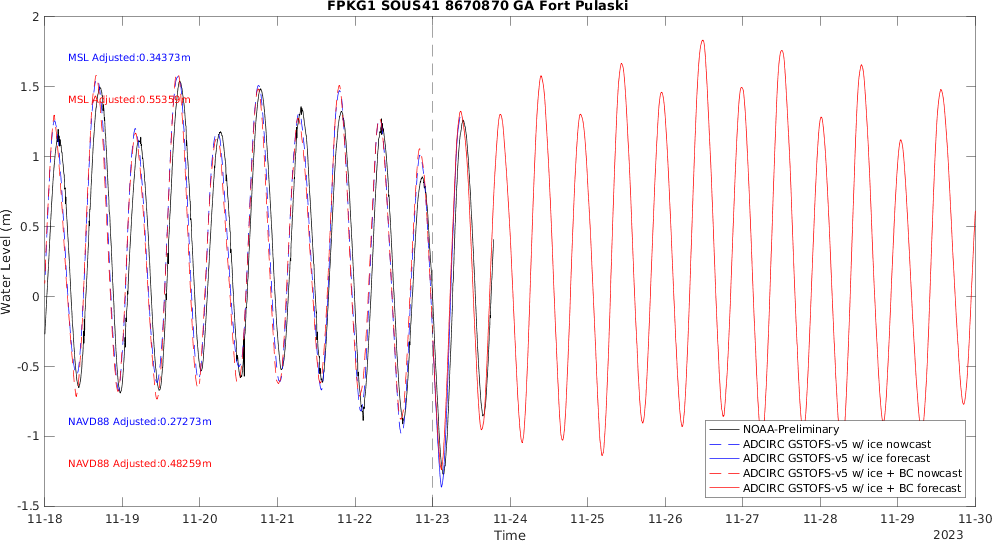 FPKG1 SOUS41 8670870 GA Fort Pulaski
2
1.5
1
0.5
0
-0.5
-1
-1.5
Water Level (m)
MSL Adjusted:0.34373m
MSL Adjusted:0.55359m
NAVD88 Adjusted:0.27273m
NAVD88 Adjusted:0.48259m
NOAA-Preliminary
ADCIRC GSTOFS-v5 w/ ice nowcast
ADCIRC GSTOFS-v5 w/ ice forecast
ADCIRC GSTOFS-v5 w/ ice + BC nowcast
ADCIRC GSTOFS-v5 w/ ice + BC forecast
11-18 11-19 11-20 11-21 11-22 11-23 11-24 11-25 11-26 11-27 11-28 11-29 11-30
Time
2023